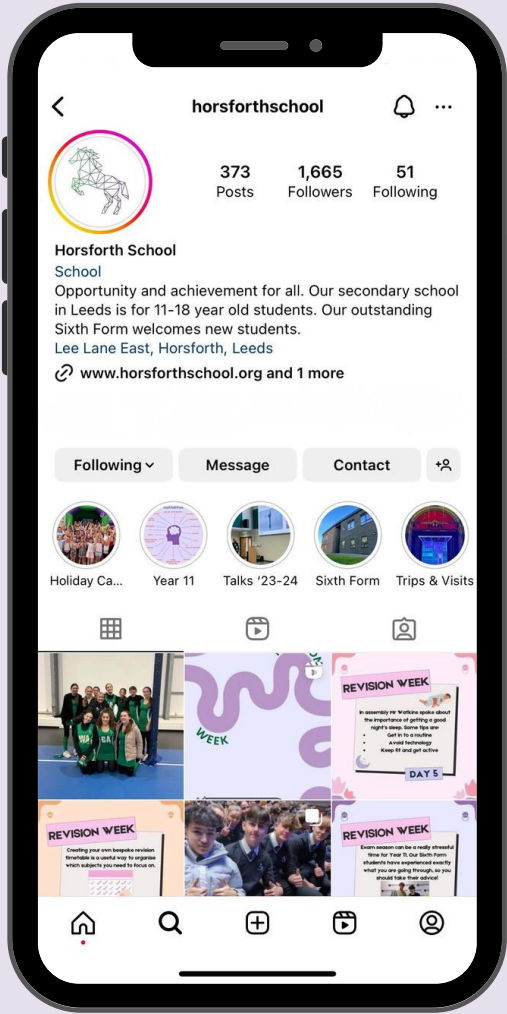 horsforthschool
373
1,665
51
Posts
Followers
Following
Horsforth School
School
Opportunity and achievement for all. Our secondary school
in Leeds is for 11-18 year old students. Our outstanding
Sixth Form welcomes new students.
Lee Lane East, Horsforth, Leeds
www.horsforthschool.org and 1 more
Following
Message
Contact
Holiday Ca...
Year 11
Talks ‘23-24
Sixth Form
Trips & Visits
WEEK
REVISION WEEK
In assembly Mr Watkins spoke about
the importance of getting a good
night's sleep. Some tips are-
• Get in to a routine
• Avoid technology
• Keep fit and get active
DAY 5
REVISION WEEK
Creating your own bespoke revision
timetable is a useful way to organise
which subjects you need to focus on.
REVISION WEEK
Exam season can be a really stressful
time for Year 11. Our Sixth Form
students have experienced exactly
what you are going through, so you
should take their advice!